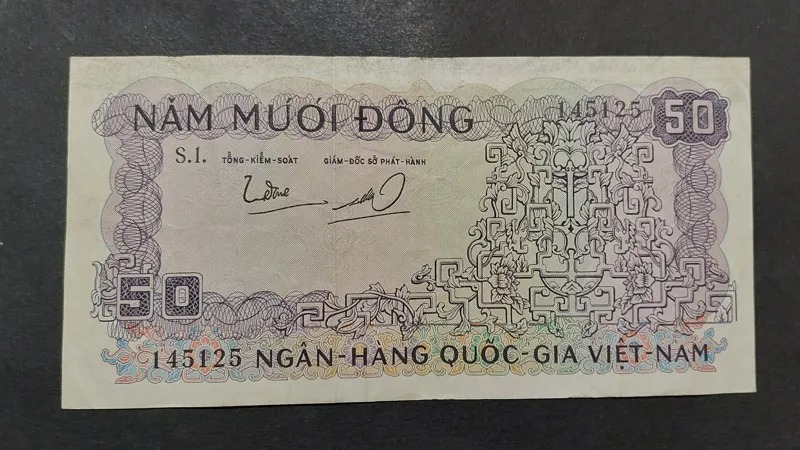 NĂM MƯƠI ĐỒNG 145125 50
S.1. TỔNG-KIỂM-SOÁT GIÁM-ĐỐC SỞ PHÁT-HÀNH
50
145125 NGÂN-HÀNG QUỐC-GIA VIỆT-NAM